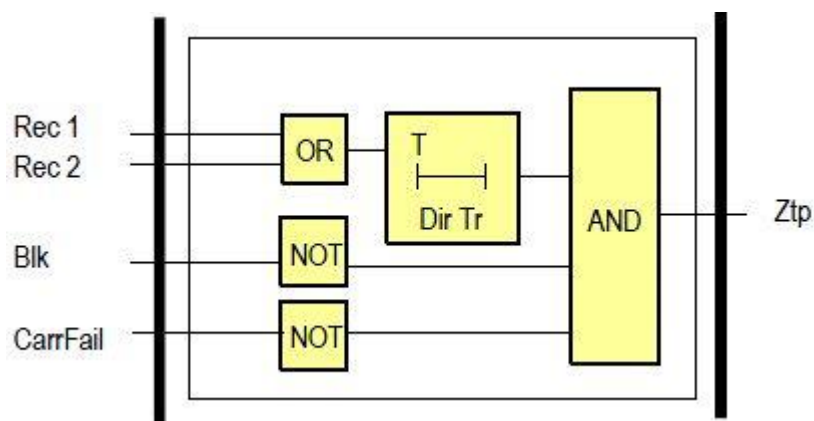 Rec 1
Rec 2
Blk
CarrFail
OR
NOT
NOT
T
Dir Tr
AND
Ztp